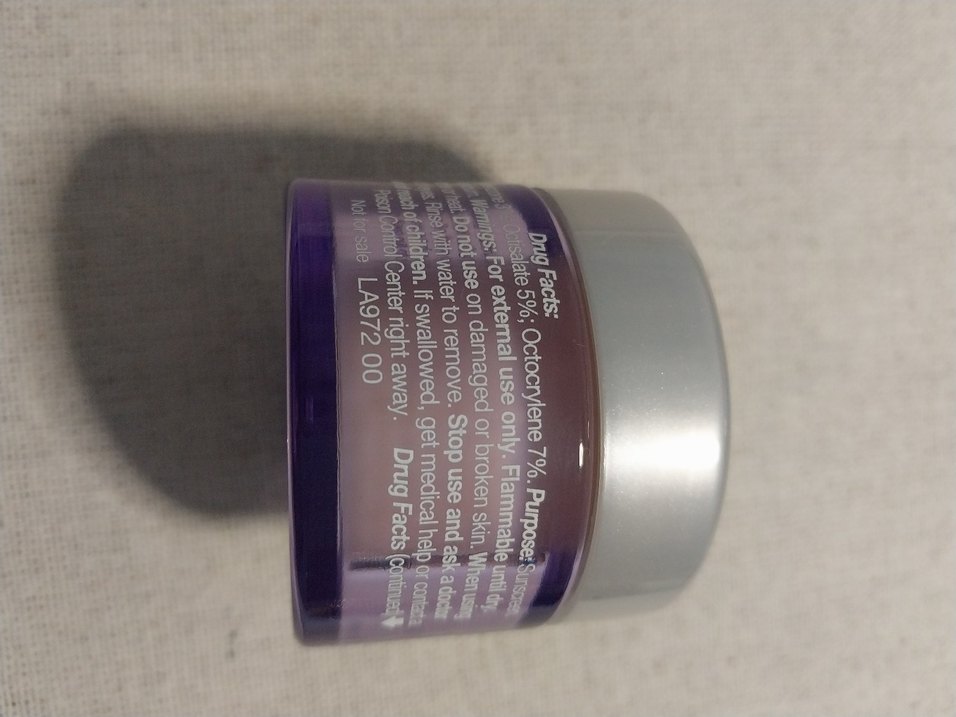 Drug Facts:
Octisalate 5%; Octocrylene 7%. Purpose: Sunscreen
Warnings: For external use only. Flammable until dry.
heat. Do not use on damaged or broken skin. When using
Rinse with water to remove. Stop use and ask a doctor
reach of children. If swallowed, get medical help or contact a
Poison Control Center right away. Drug Facts (continued)
Not for sale LA972 00